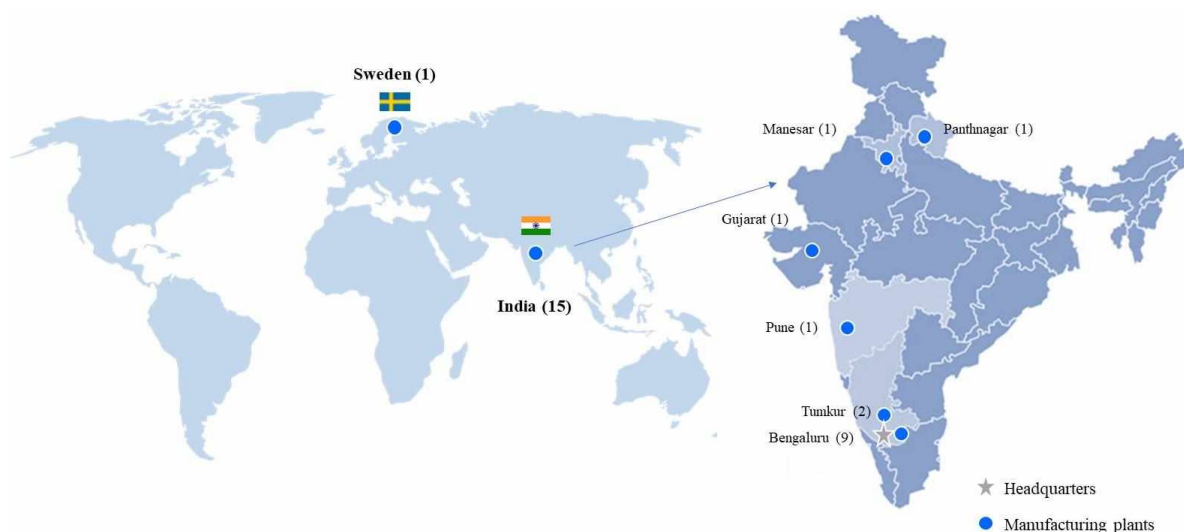 Sweden (1)
India (15)
Manesar (1)
Panthnagar (1)
Gujarat (1)
Pune (1)
Tumkur (2)
Bengaluru (9)
Headquarters
Manufacturing plants